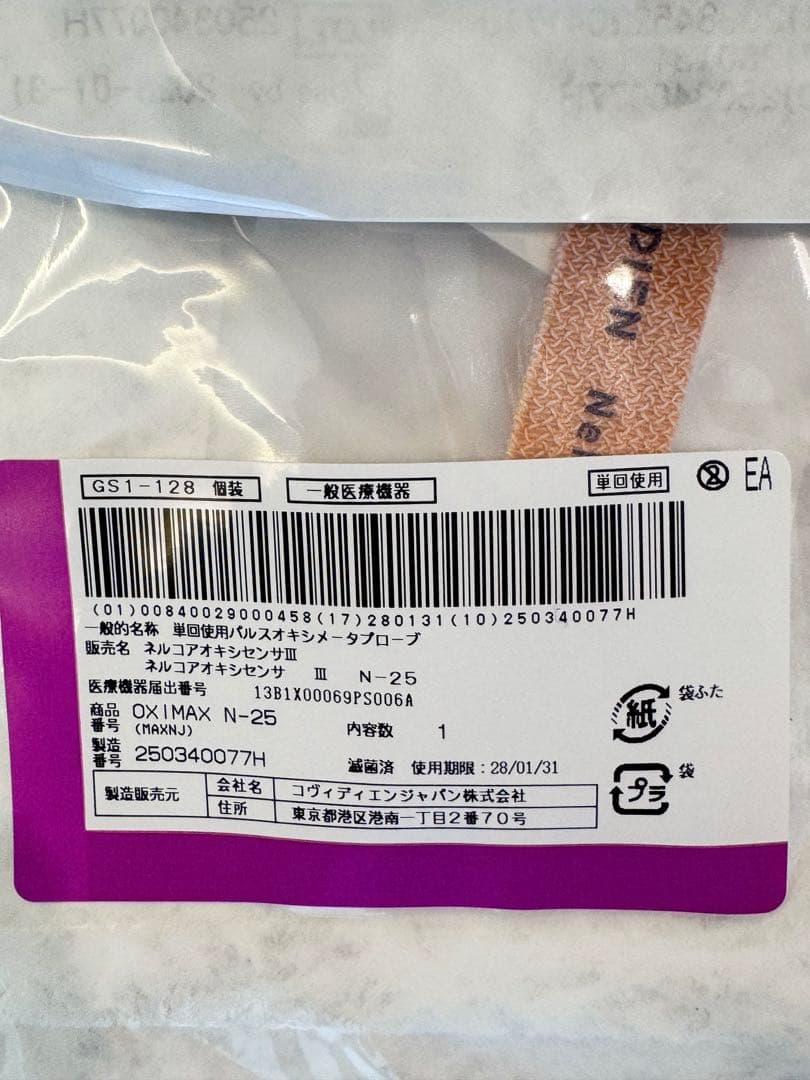 DIEN Nel
GS1-128 個装
一般医療機器
単回使用
EA
(01)00840029000458(17)280131(10)250340077H
一般的名称 単回使用パルスオキシメータプローブ
販売名 ネルコアオキシセンサⅢ
ネルコアオキシセンサ Ⅲ N-25
医療機器届出番号 13B1X00069PS006A
商品番号 OXIMAX N-25
(MAXNJ)
内容数 1
製造番号 250340077H
滅菌済 使用期限:28/01/31
製造販売元
会社名 コヴィディエンジャパン株式会社
住所 東京都港区港南一丁目2番70号
紙 袋ふた
プラ 袋